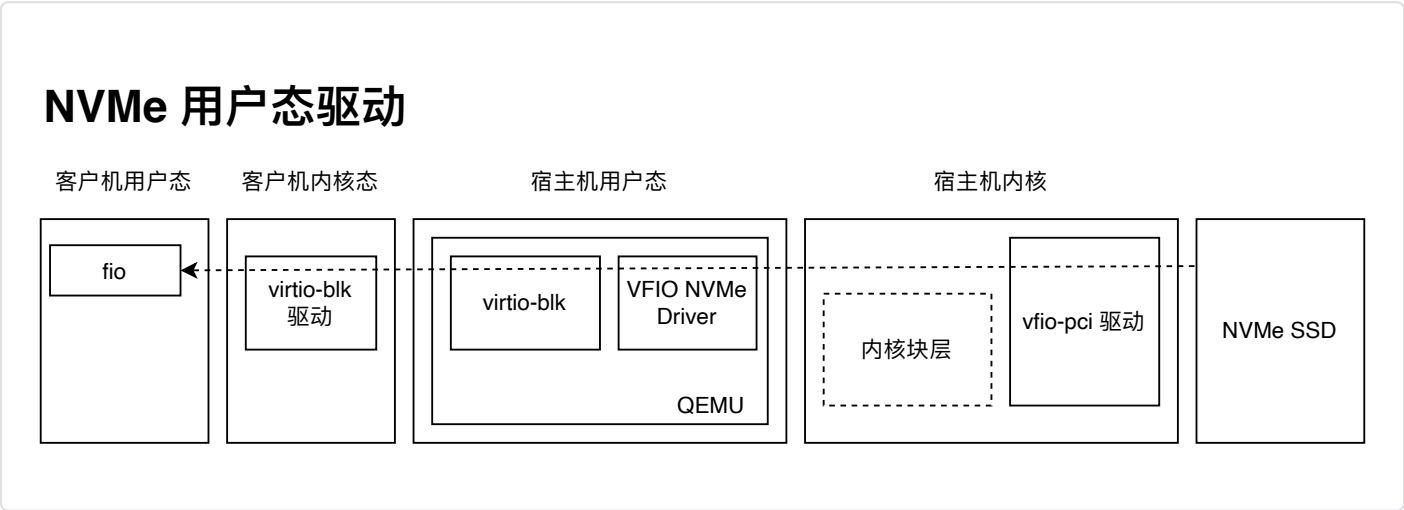 NVMe 用户态驱动
客户机用户态
客户机内核态
宿主机用户态
宿主机内核
fio
virtio-blk
驱动
virtio-blk
VFIO NVMe
Driver
QEMU
内核块层
vfio-pci 驱动
NVMe SSD